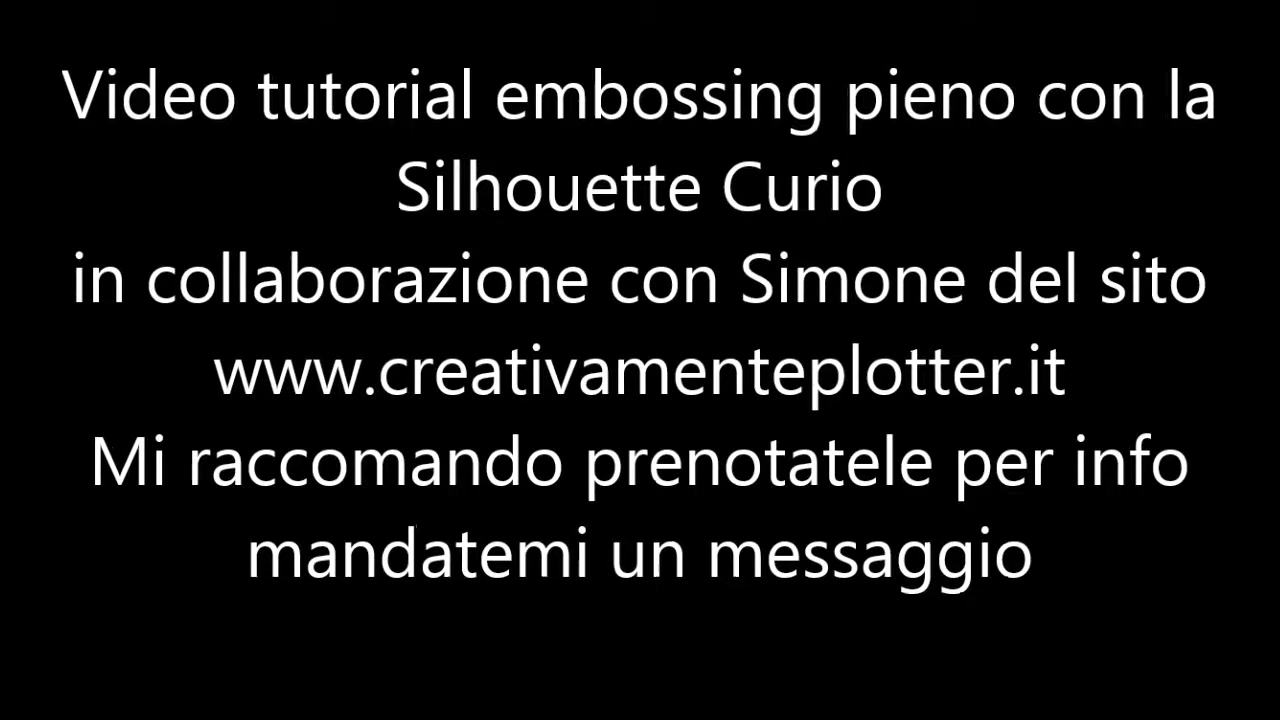 Video tutorial embossing pieno con la
Silhouette Curio
in collaborazione con Simone del sito
www.creativamenteplotter.it
Mi raccomando prenotatele per info
mandatemi un messaggio